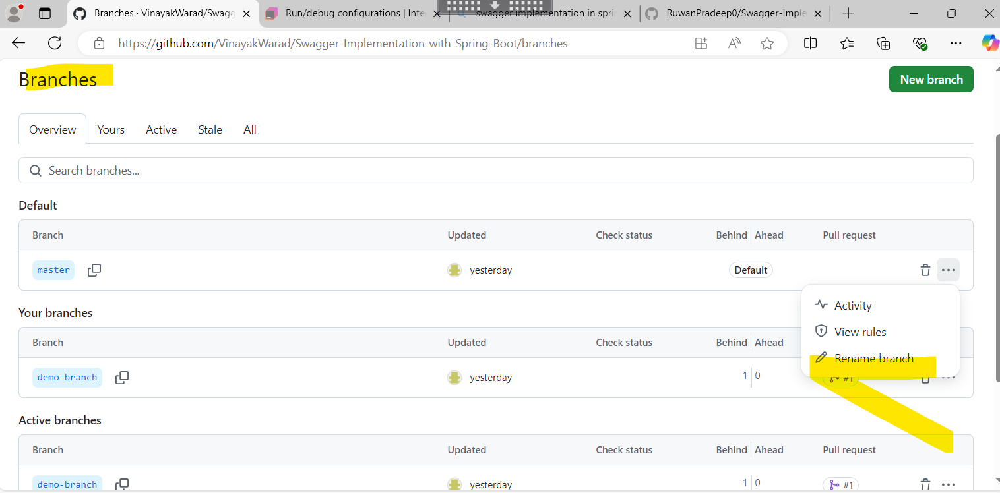 Branches · VinayakWarad/Swagg
Run/debug configurations | Inte
swagger implementation in sprin
RuwanPradeep0/Swagger-Imple
https://github.com/VinayakWarad/Swagger-Implementation-with-Spring-Boot/branches
Branches
New branch
Overview Yours Active Stale All
Search branches...
Default
Branch Updated Check status Behind Ahead Pull request
master yesterday Default
Activity
View rules
Rename branch
Your branches
Branch Updated Check status Behind Ahead
demo-branch yesterday 1 0 #1
Active branches
Branch Updated Check status Behind Ahead Pull request
demo-branch yesterday 1 0 #1